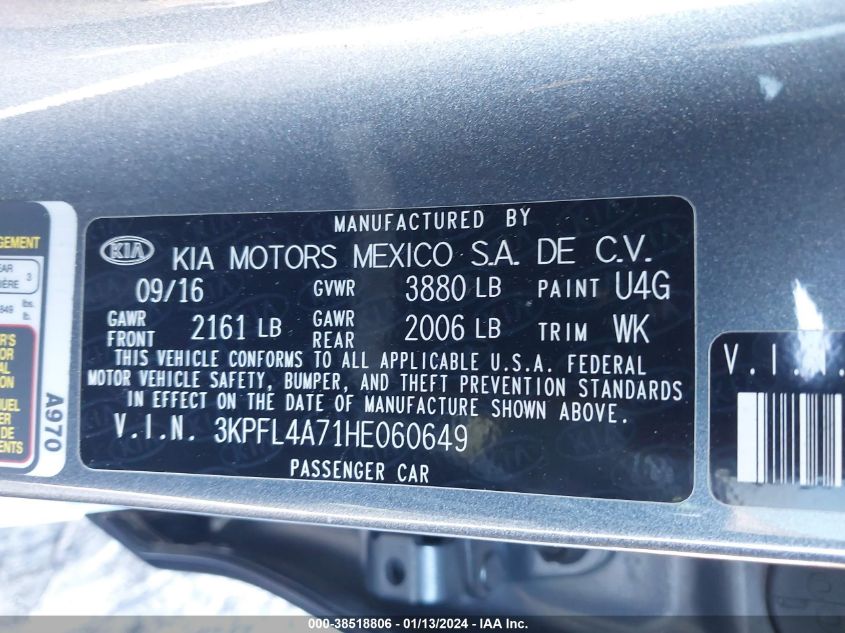 MANUFACTURED BY
KIA KIA MOTORS MEXICO S.A. DE C.V.
09/16 GVWR 3880 LB PAINT U4G
GAWR FRONT 2161 LB GAWR REAR 2006 LB TRIM WK
THIS VEHICLE CONFORMS TO ALL APPLICABLE U.S.A. FEDERAL
MOTOR VEHICLE SAFETY, BUMPER, AND THEFT PREVENTION STANDARDS
IN EFFECT ON THE DATE OF MANUFACTURE SHOWN ABOVE.
V.I.N. 3KPFL4A71HE060649
PASSENGER CAR
A970
V.I.N.
000-38518806 - 01/13/2024 - © IAA Inc.